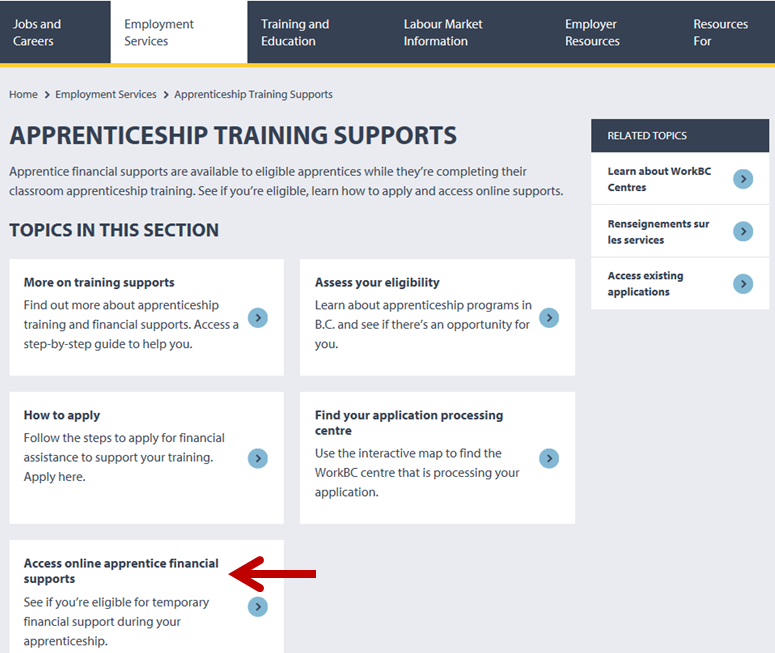 Jobs and
Careers
Employment
Services
Training and
Education
Labour Market
Information
Employer
Resources
Resources
For
Home > Employment Services > Apprenticeship Training Supports
APPRENTICESHIP TRAINING SUPPORTS
Apprentice financial supports are available to eligible apprentices while they’re completing their
classroom apprenticeship training. See if you’re eligible, learn how to apply and access online supports.
TOPICS IN THIS SECTION
More on training supports
Find out more about apprenticeship
training and financial supports. Access a
step-by-step guide to help you.
Assess your eligibility
Learn about apprenticeship programs in
B.C. and see if there’s an opportunity for
you.
How to apply
Follow the steps to apply for financial
assistance to support your training.
Apply here.
Find your application processing
centre
Use the interactive map to find the
WorkBC centre that is processing your
application.
Access online apprentice financial
supports
See if you’re eligible for temporary
financial support during your
apprenticeship.
RELATED TOPICS
Learn about WorkBC
Centres
Renseignements sur
les services
Access existing
applications